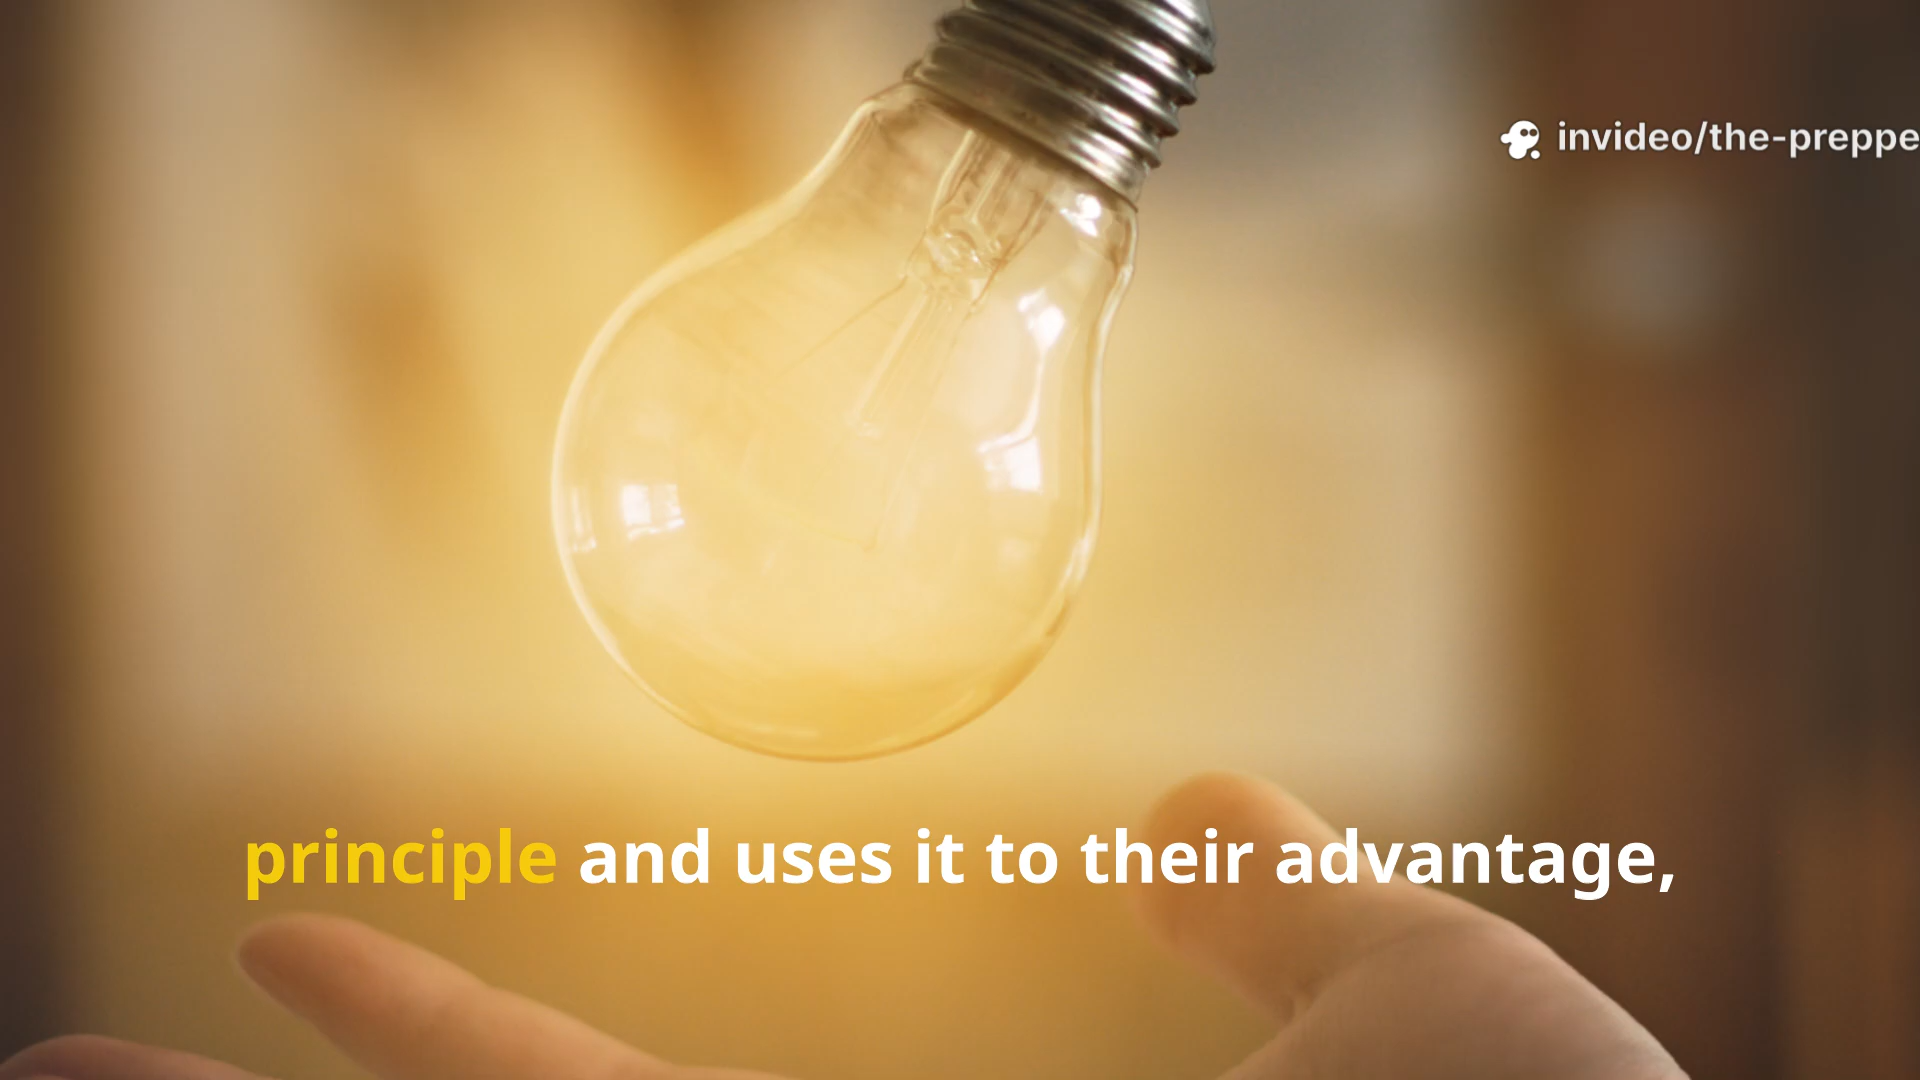 invideo/the-preppe
principle and uses it to their advantage,